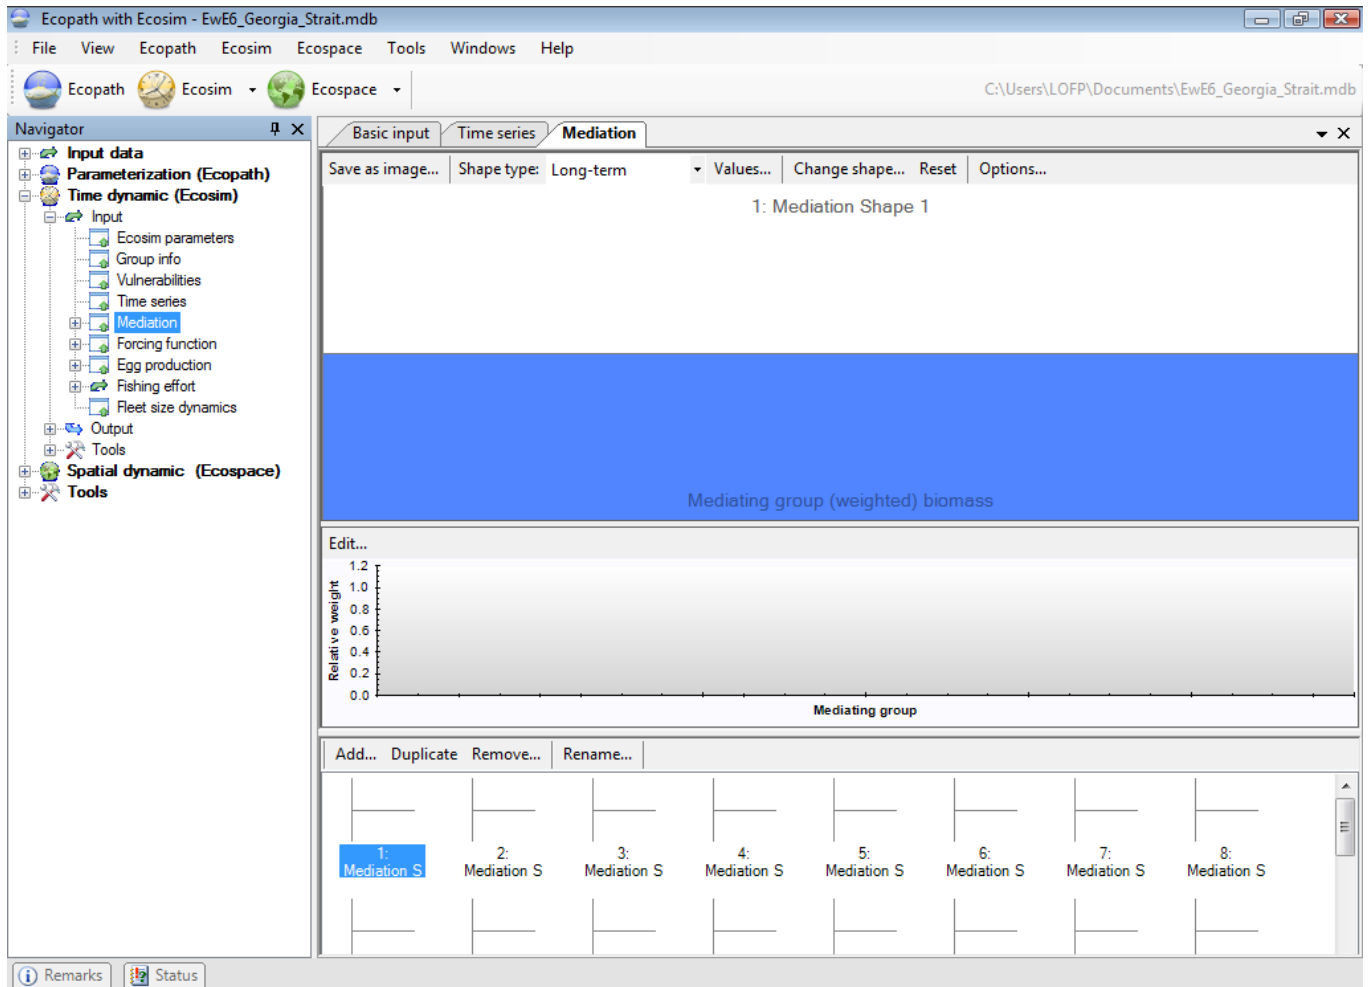 Ecopath with Ecosim - EwE6_Georgia_Strait.mdb
File View Ecopath Ecosim Ecospace Tools Windows Help
Ecopath Ecosim Ecospace C:\Users\LOFP\Documents\EwE6_Georgia_Strait.mdb
Navigator
Input data
Parameterization (Ecopath)
Time dynamic (Ecosim)
Input
Ecosim parameters
Group info
Vulnerabilities
Time series
Mediation
Forcing function
Egg production
Fishing effort
Fleet size dynamics
Output
Tools
Spatial dynamic (Ecospace)
Tools
Basic input Time series Mediation
Save as image... Shape type: Long-term Values... Change shape... Reset Options...
1: Mediation Shape 1
Mediating group (weighted) biomass
Edit...
Relative weight
1.2
1.0
0.8
0.6
0.4
0.2
0.0
Mediating group
Add... Duplicate Remove... Rename...
1: 2: 3: 4: 5: 6: 7: 8:
Mediation S Mediation S Mediation S Mediation S Mediation S Mediation S Mediation S Mediation S
Remarks Status